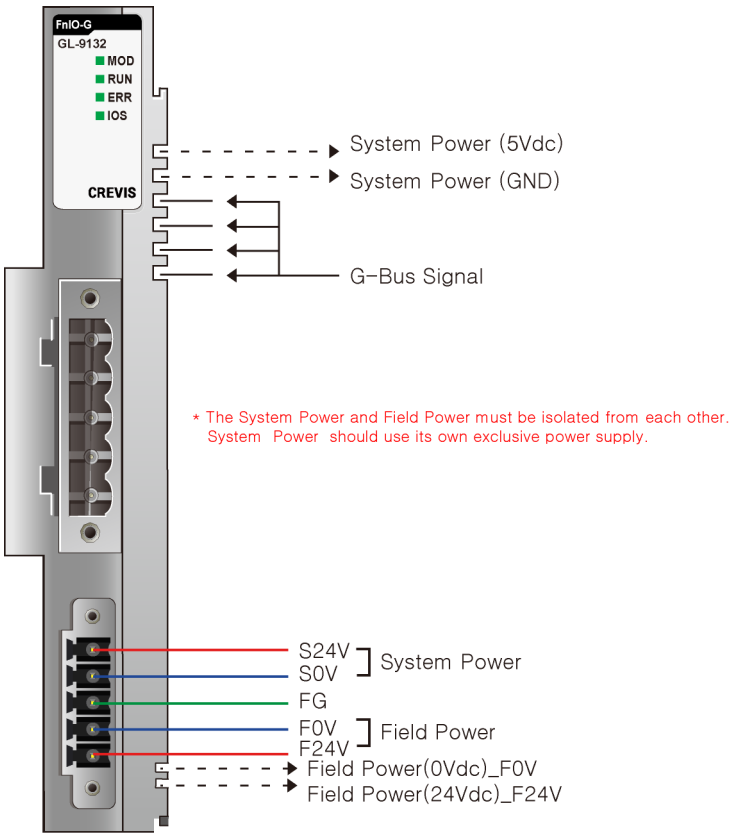 FnIO-G
GL-9132
MOD
RUN
ERR
IOS
CREVIS
System Power (5Vdc)
System Power (GND)
G-Bus Signal
* The System Power and Field Power must be isolated from each other.
System Power should use its own exclusive power supply.
S24V
S0V
System Power
FG
F0V
F24V
Field Power
Field Power(0Vdc)_F0V
Field Power(24Vdc)_F24V